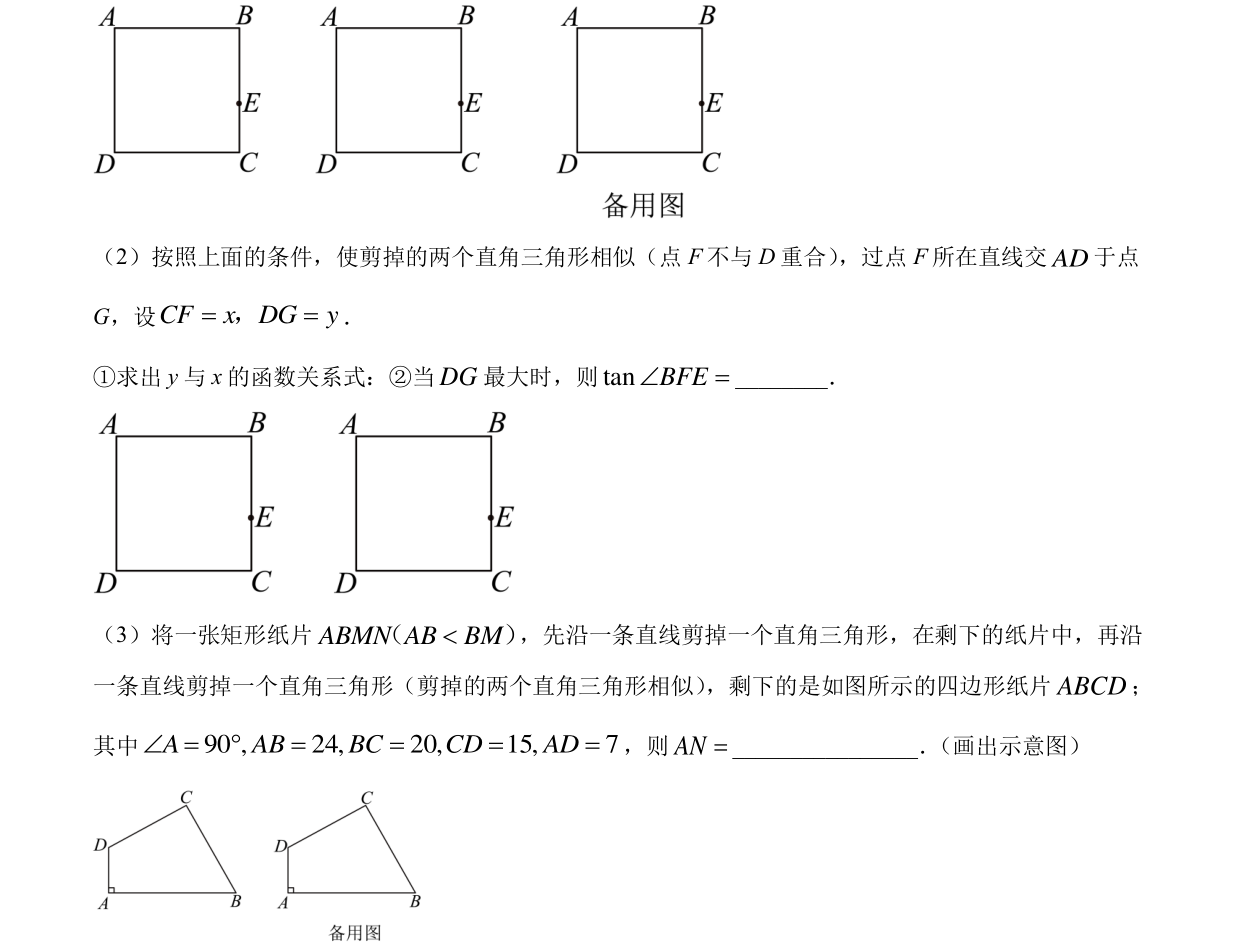 A B A B A B
E E E
D C D C D C
备用图
（2）按照上面的条件，使剪掉的两个直角三角形相似（点 F 不与 D 重合），过点 F 所在直线交 AD 于点
G，设 CF = x，DG = y．
①求出 y 与 x 的函数关系式：②当 DG 最大时，则 tan ∠BFE = ________．
A B A B
E E
D C D C
（3）将一张矩形纸片 ABMN（AB < BM），先沿一条直线剪掉一个直角三角形，在剩下的纸片中，再沿
一条直线剪掉一个直角三角形（剪掉的两个直角三角形相似），剩下的是如图所示的四边形纸片 ABCD；
其中 ∠A = 90°, AB = 24, BC = 20, CD = 15, AD = 7，则 AN = ________________．（画出示意图）
C C
D D
A B A B
备用图